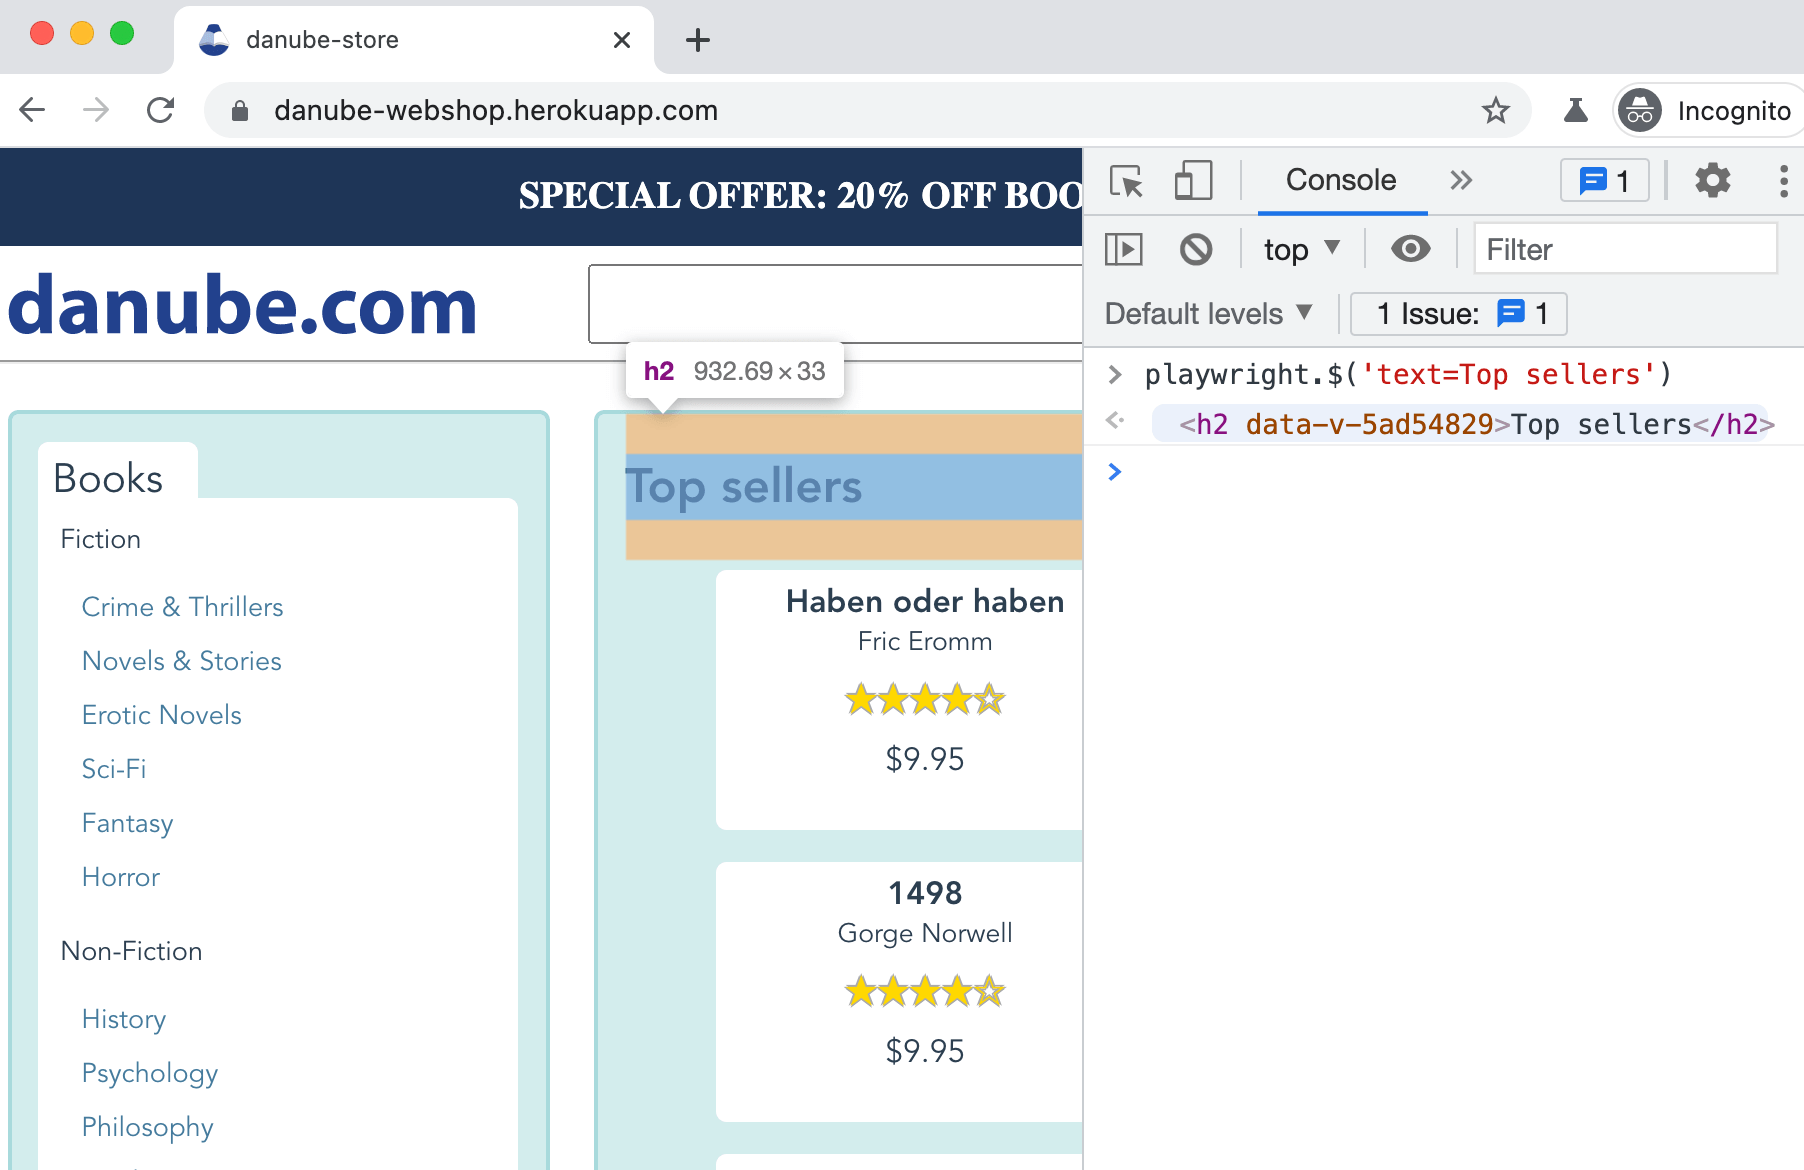 danube-store
danube-webshop.herokuapp.com
Incognito
SPECIAL OFFER: 20% OFF BOO
danube.com
h2 932.69×33
Books
Fiction
Crime & Thrillers
Novels & Stories
Erotic Novels
Sci-Fi
Fantasy
Horror
Non-Fiction
History
Psychology
Philosophy
Top sellers
Haben oder haben
Fric Eromm
$9.95
1498
Gorge Norwell
$9.95
Console » 1
top Filter
Default levels 1 Issue: 1
playwright.$('text=Top sellers')
<h2 data-v-5ad54829>Top sellers</h2>